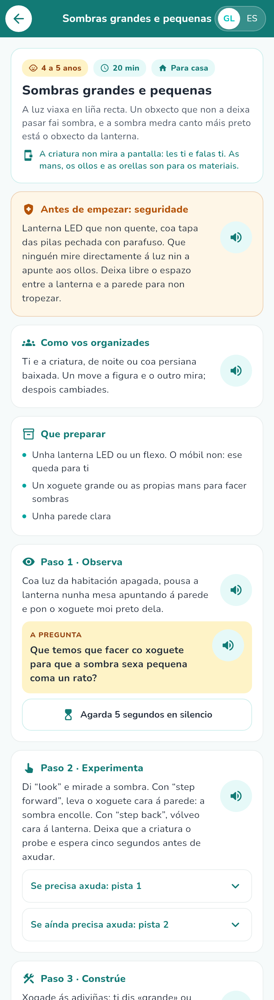 Sombras grandes e pequenas
GL
ES
4 a 5 anos
20 min
Para casa
Sombras grandes e pequenas
A luz viaxa en liña recta. Un obxecto que non a deixa
pasar fai sombra, e a sombra medra canto máis preto
está o obxecto da lanterna.
A criatura non mira a pantalla: les ti e falas ti. As
mans, os ollos e as orellas son para os materiais.
Antes de empezar: seguridade
Lanterna LED que non quente, coa tapa
das pilas pechada con parafuso. Que
ninguén mire directamente á luz nin a
apunte aos ollos. Deixa libre o espazo
entre a lanterna e a parede para non
tropezar.
Como vos organizades
Ti e a criatura, de noite ou coa persiana
baixada. Un move a figura e o outro mira;
despois cambiades.
Que preparar
Unha lanterna LED ou un flexo. O móbil non: ese
queda para ti
Un xoguete grande ou as propias mans para facer
sombras
Unha parede clara
Paso 1 · Observa
Coa luz da habitación apagada, pousa a
lanterna nunha mesa apuntando á parede
e pon o xoguete moi preto dela.
A PREGUNTA
Que temos que facer co xoguete
para que a sombra sexa pequena
coma un rato?
Agarda 5 segundos en silencio
Paso 2 · Experimenta
Di “look” e mirade a sombra. Con “step
forward”, leva o xoguete cara á parede: a
sombra encolle. Con “step back”, vólveo
cara á lanterna. Deixa que a criatura o
probe e espera cinco segundos antes de
axudar.
Se precisa axuda: pista 1
Se aínda precisa axuda: pista 2
Paso 3 · Constrúe
Xogade ás adiviñas: ti dis «grande» ou